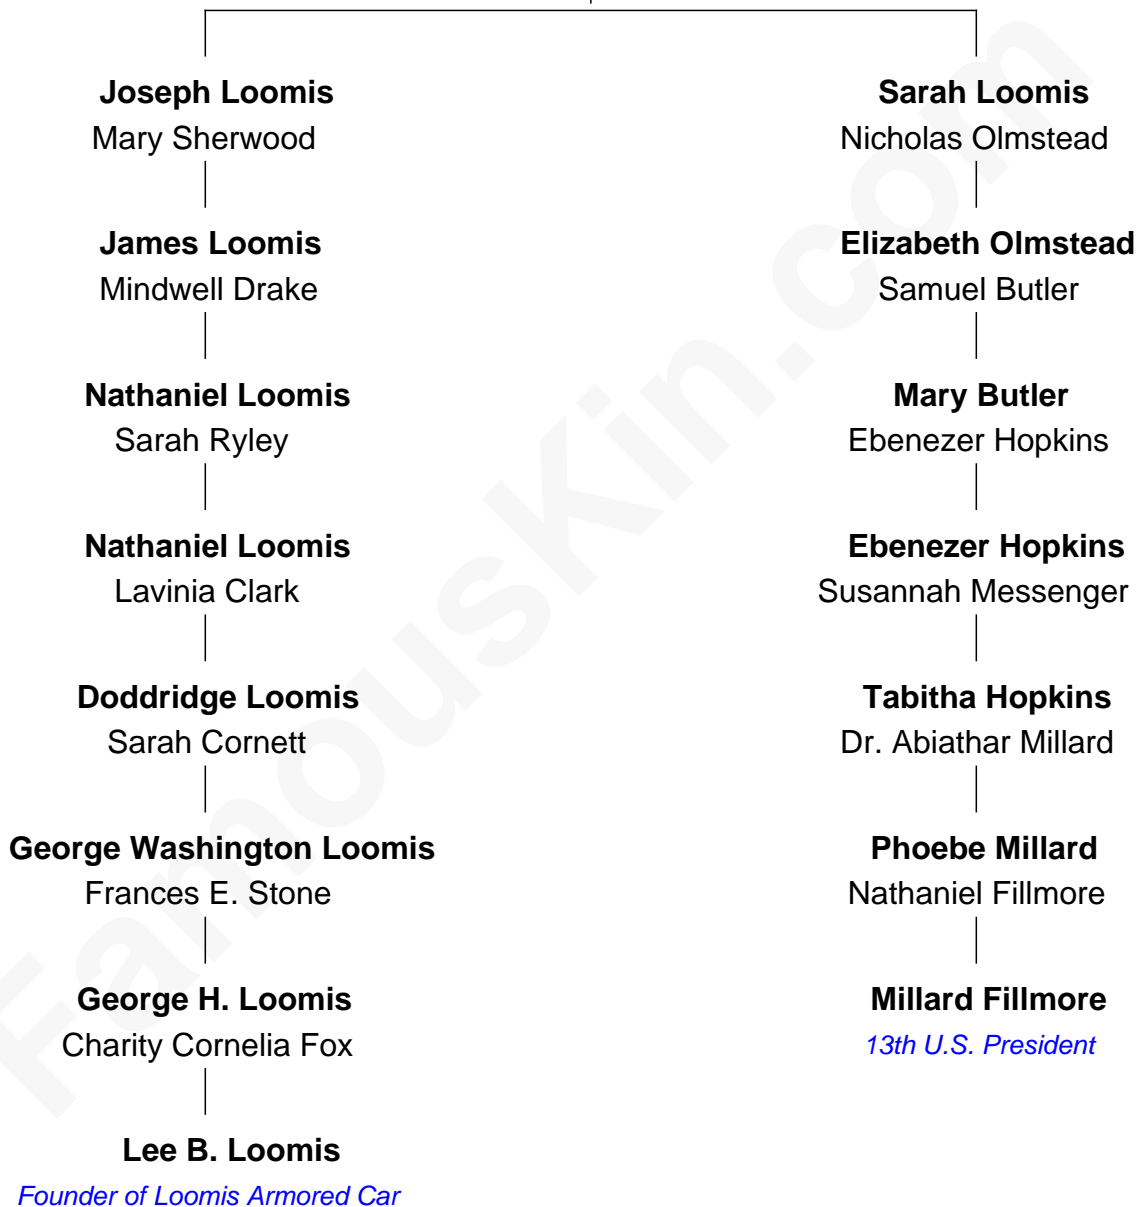 Joseph Loomis
Mary Sherwood
James Loomis
Mindwell Drake
Nathaniel Loomis
Sarah Ryley
Nathaniel Loomis
Lavinia Clark
Doddridge Loomis
Sarah Cornett
George Washington Loomis
Frances E. Stone
George H. Loomis
Charity Cornelia Fox
Lee B. Loomis
Founder of Loomis Armored Car
Sarah Loomis
Nicholas Olmstead
Elizabeth Olmstead
Samuel Butler
Mary Butler
Ebenezer Hopkins
Ebenezer Hopkins
Susannah Messenger
Tabitha Hopkins
Dr. Abiathar Millard
Phoebe Millard
Nathaniel Fillmore
Millard Fillmore
13th U.S. President
FamousKin.com